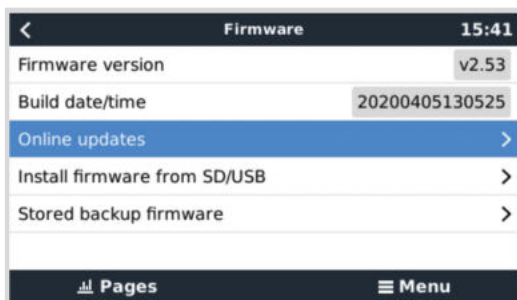 Firmware 15:41
Firmware version v2.53
Build date/time 20200405130525
Online updates
Install firmware from SD/USB
Stored backup firmware
Pages Menu